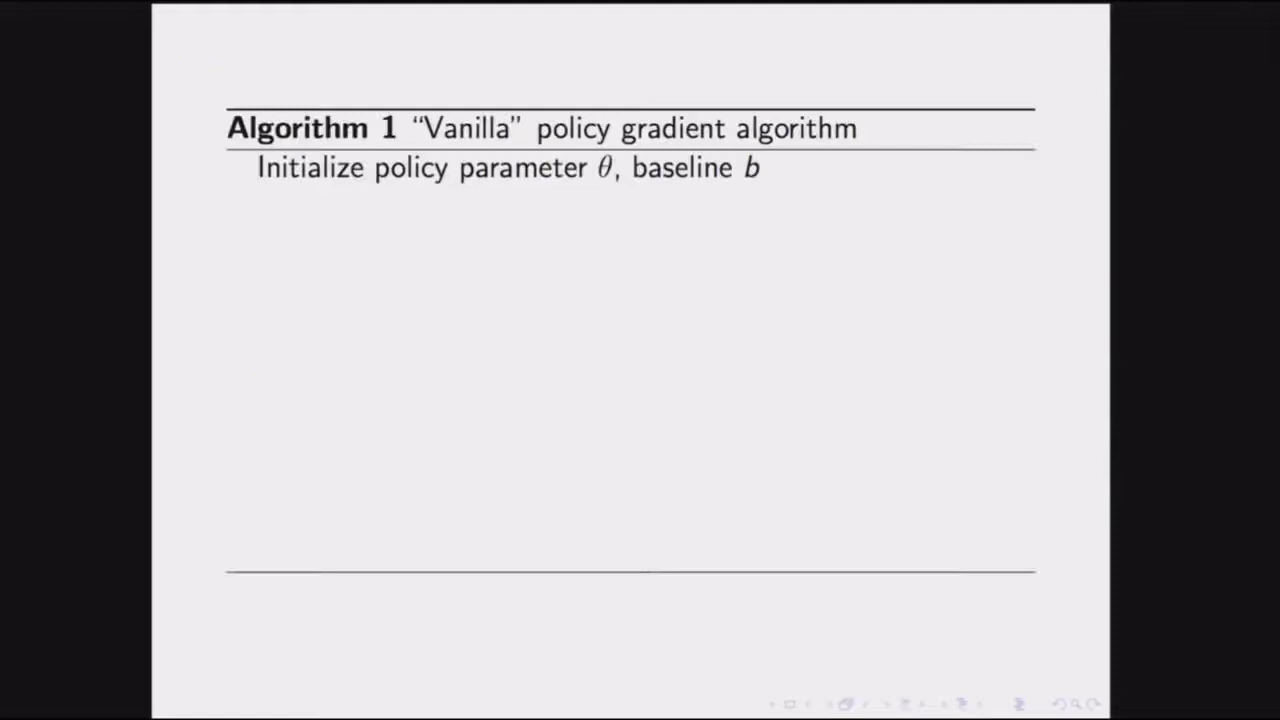 Algorithm 1 “Vanilla” policy gradient algorithm
Initialize policy parameter θ, baseline b